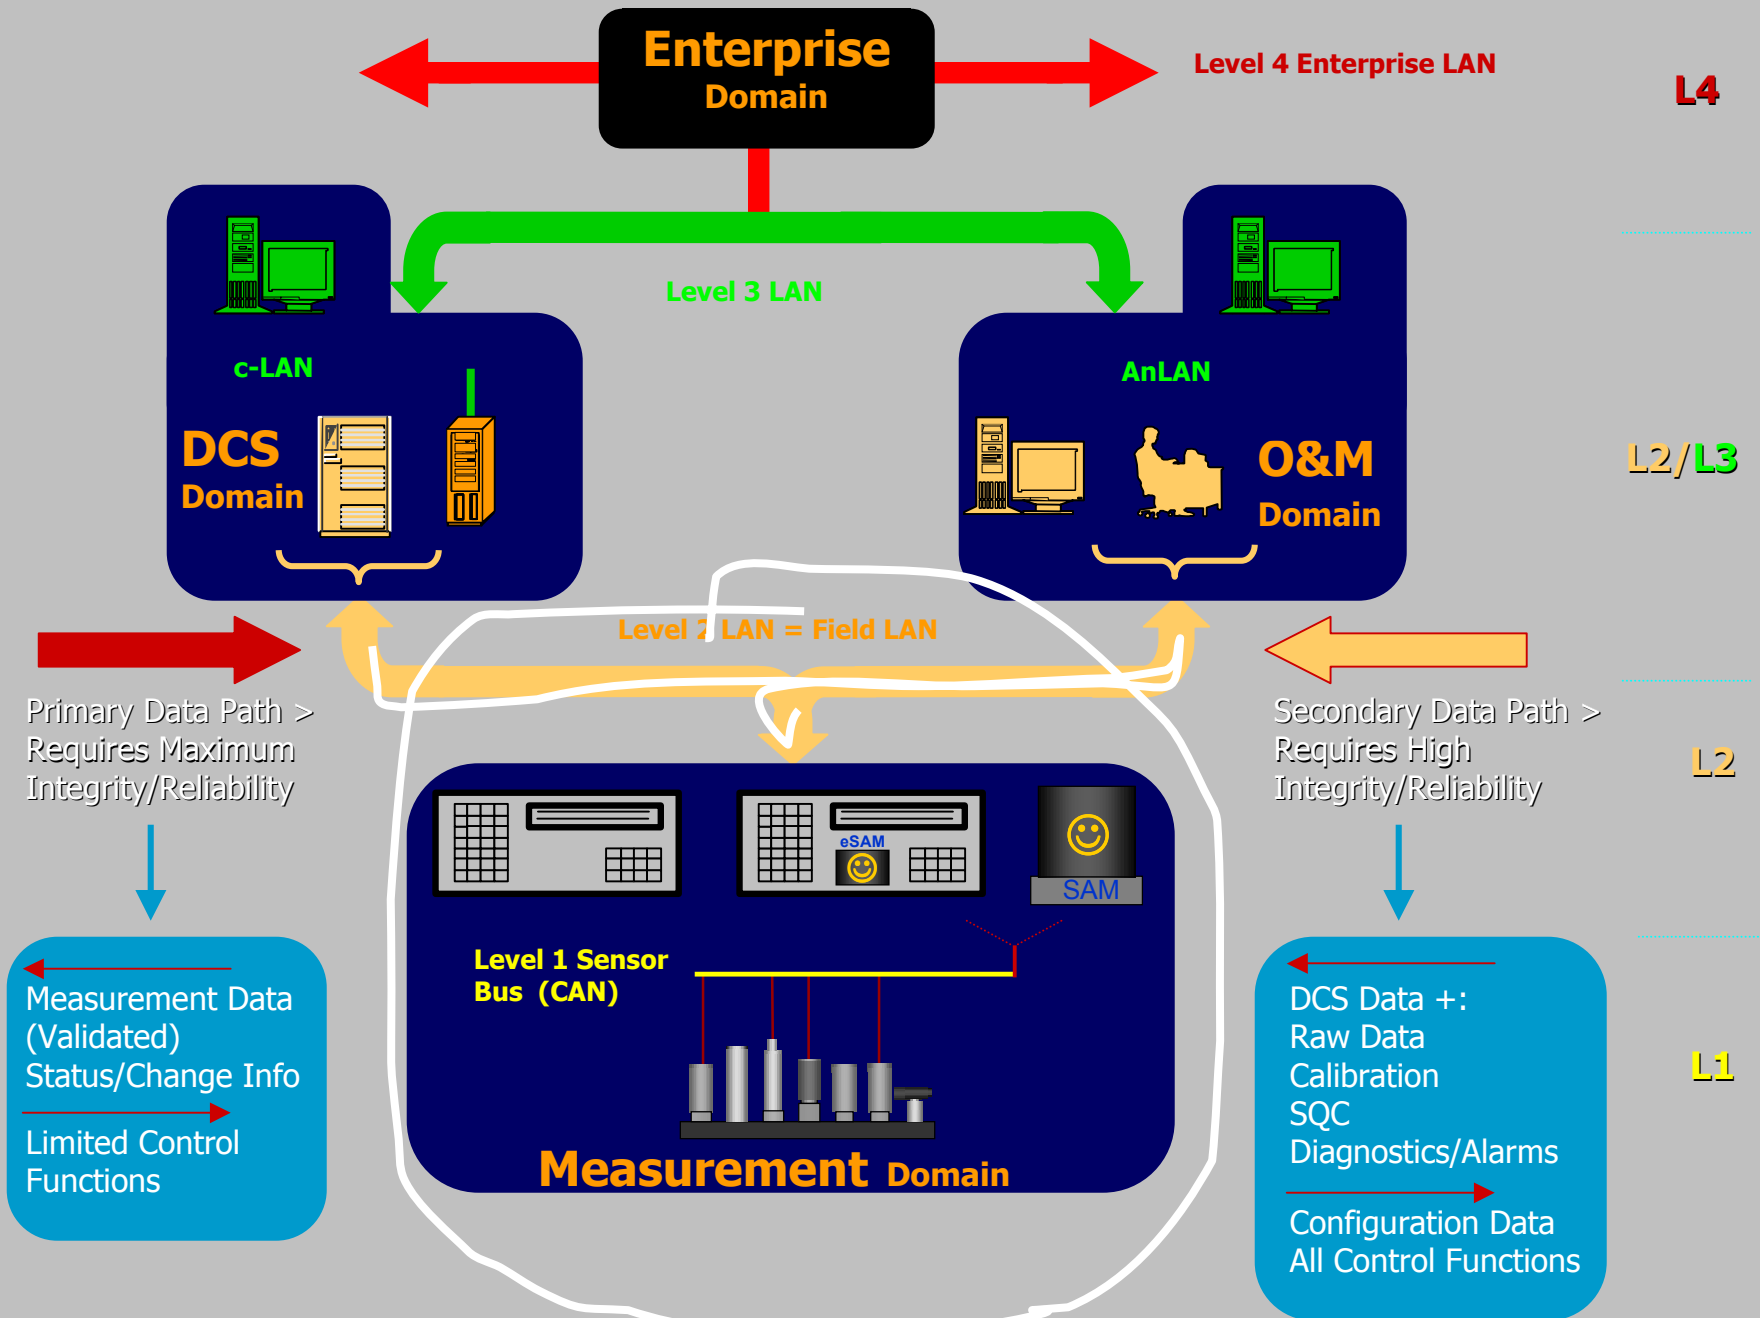 Enterprise
Domain
Level 4 Enterprise LAN
L4
Level 3 LAN
c-LAN
AnLAN
DCS
Domain
O&M
Domain
L2/L3
Level 2 LAN = Field LAN
Primary Data Path >
Requires Maximum
Integrity/Reliability
Secondary Data Path >
Requires High
Integrity/Reliability
L2
eSAM
SAM
Level 1 Sensor
Bus (CAN)
Measurement Domain
Measurement Data
(Validated)
Status/Change Info
Limited Control
Functions
DCS Data +:
Raw Data
Calibration
SQC
Diagnostics/Alarms
Configuration Data
All Control Functions
L1